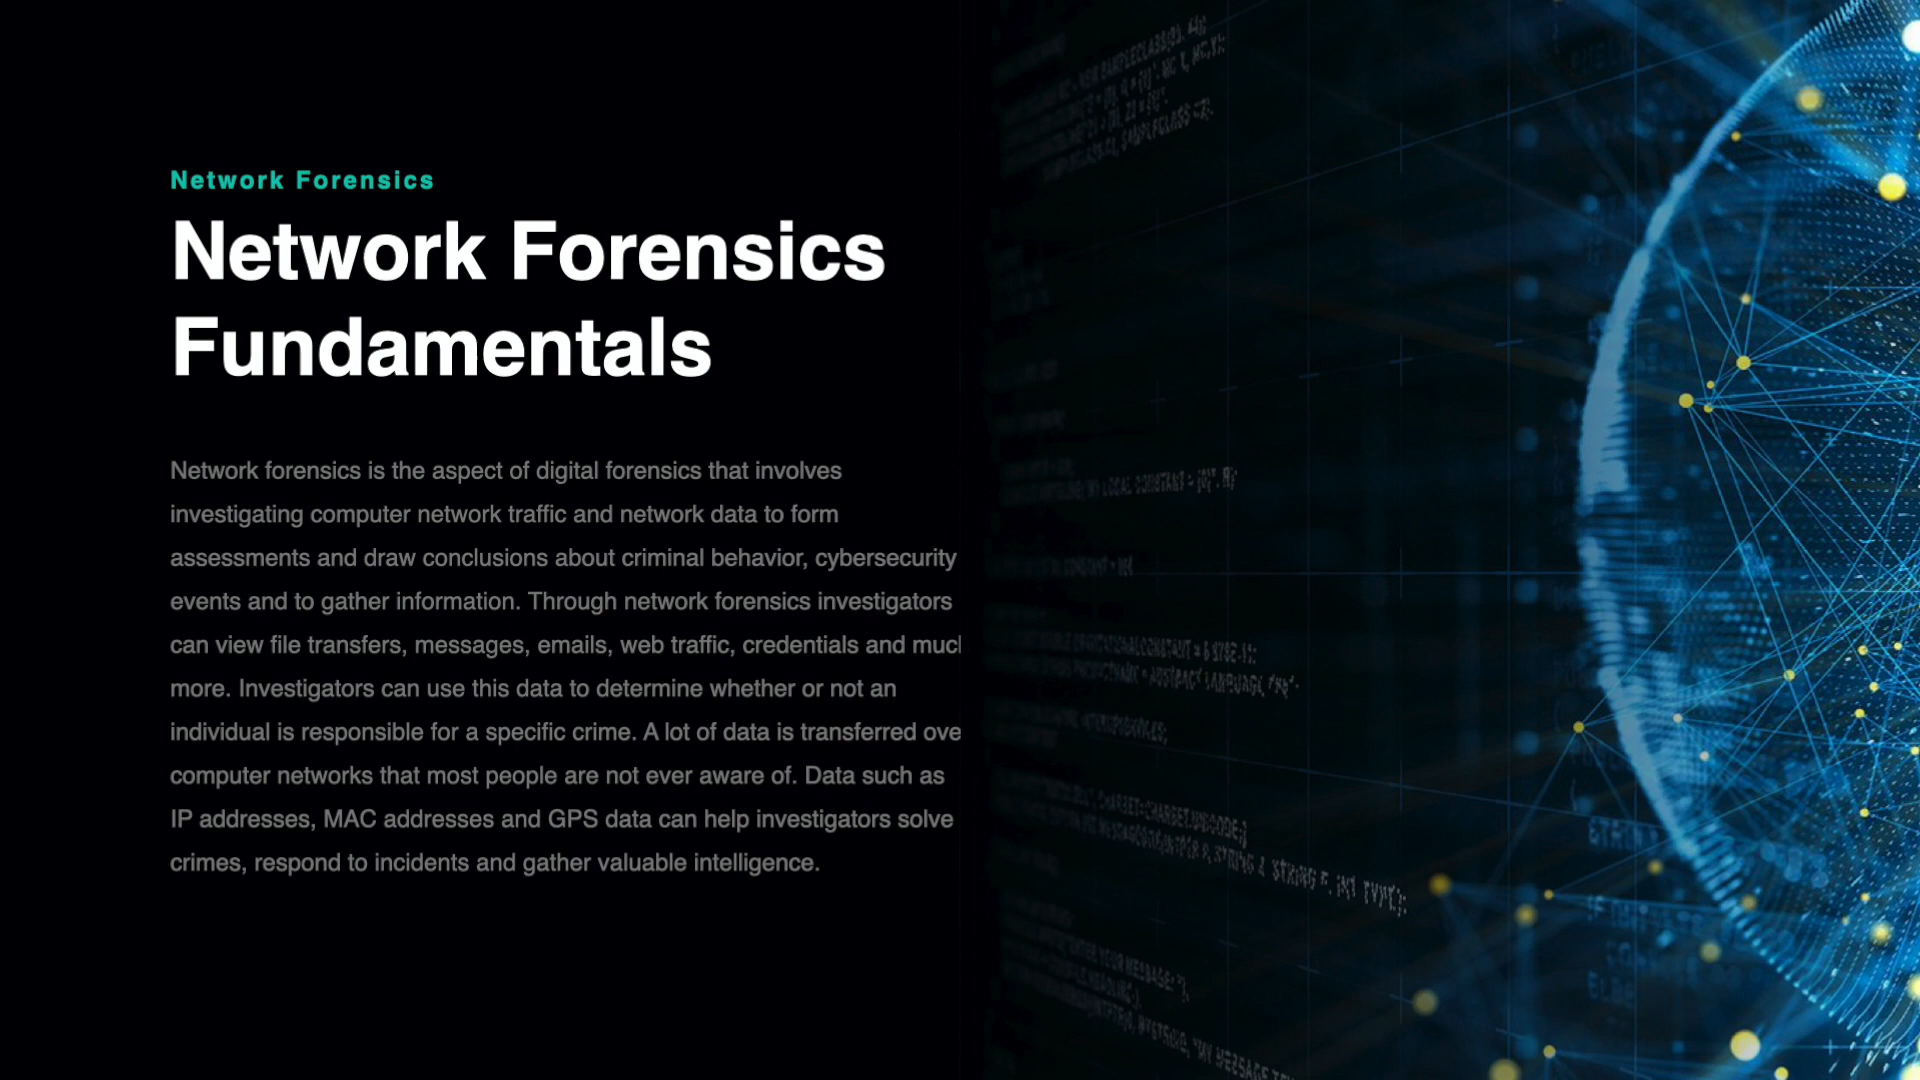 Network Forensics
Network Forensics
Fundamentals
Network forensics is the aspect of digital forensics that involves
investigating computer network traffic and network data to form
assessments and draw conclusions about criminal behavior, cybersecurity
events and to gather information. Through network forensics investigators
can view file transfers, messages, emails, web traffic, credentials and mucl
more. Investigators can use this data to determine whether or not an
individual is responsible for a specific crime. A lot of data is transferred ove
computer networks that most people are not ever aware of. Data such as
IP addresses, MAC addresses and GPS data can help investigators solve
crimes, respond to incidents and gather valuable intelligence.